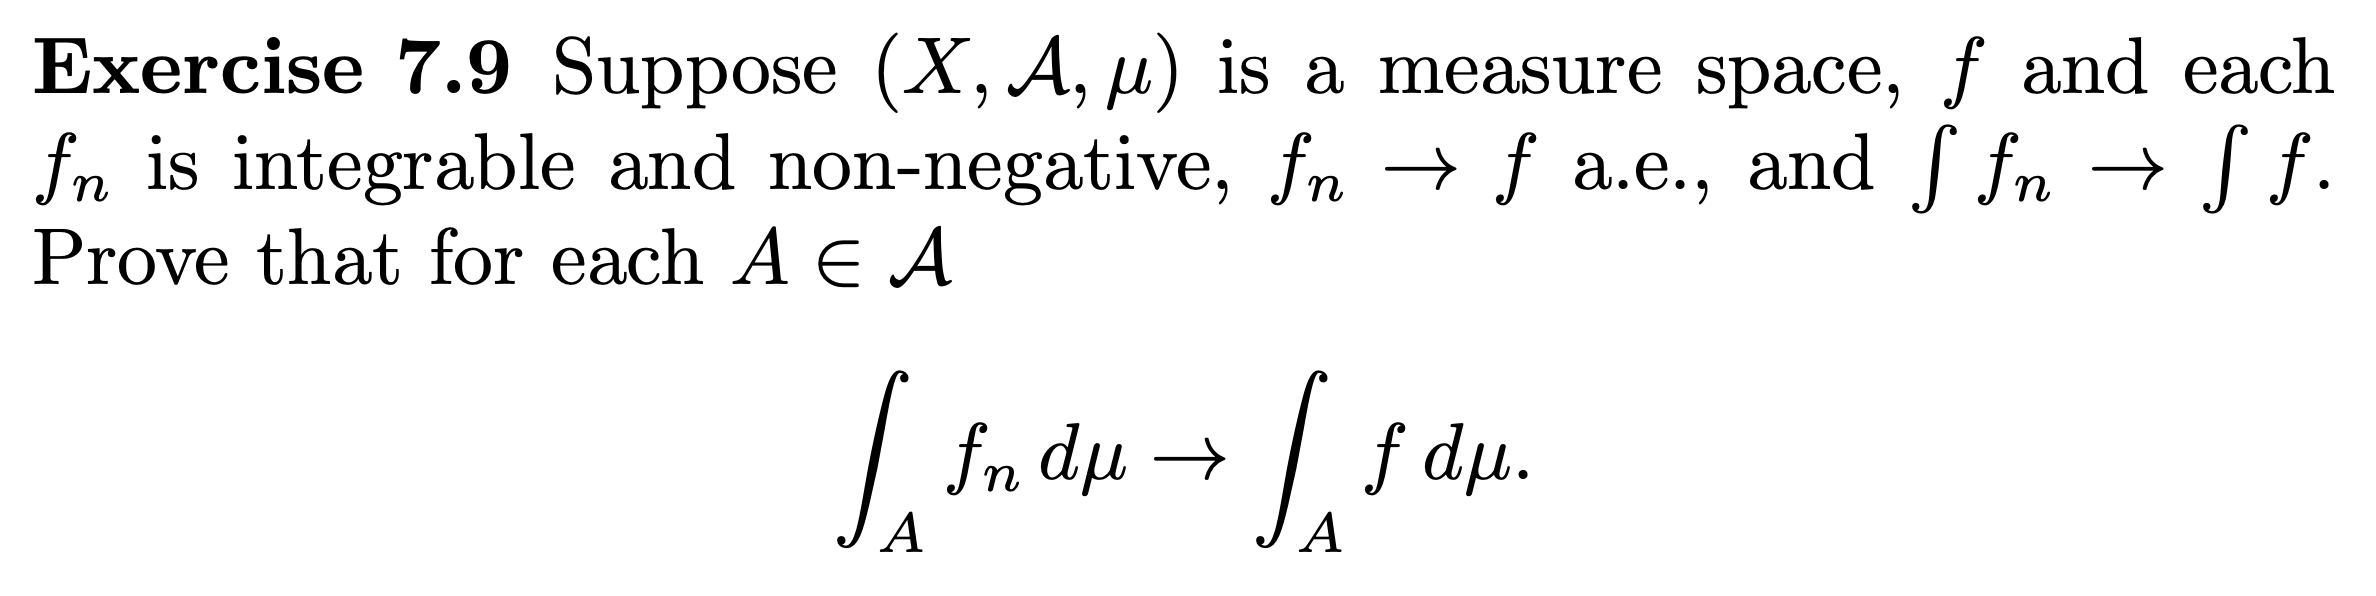 Exercise 7.9 Suppose (X, 𝒜, μ) is a measure space, f and each
fₙ is integrable and non-negative, fₙ → f a.e., and ∫ fₙ → ∫ f.
Prove that for each A ∈ 𝒜
∫_A fₙ dμ → ∫_A f dμ.